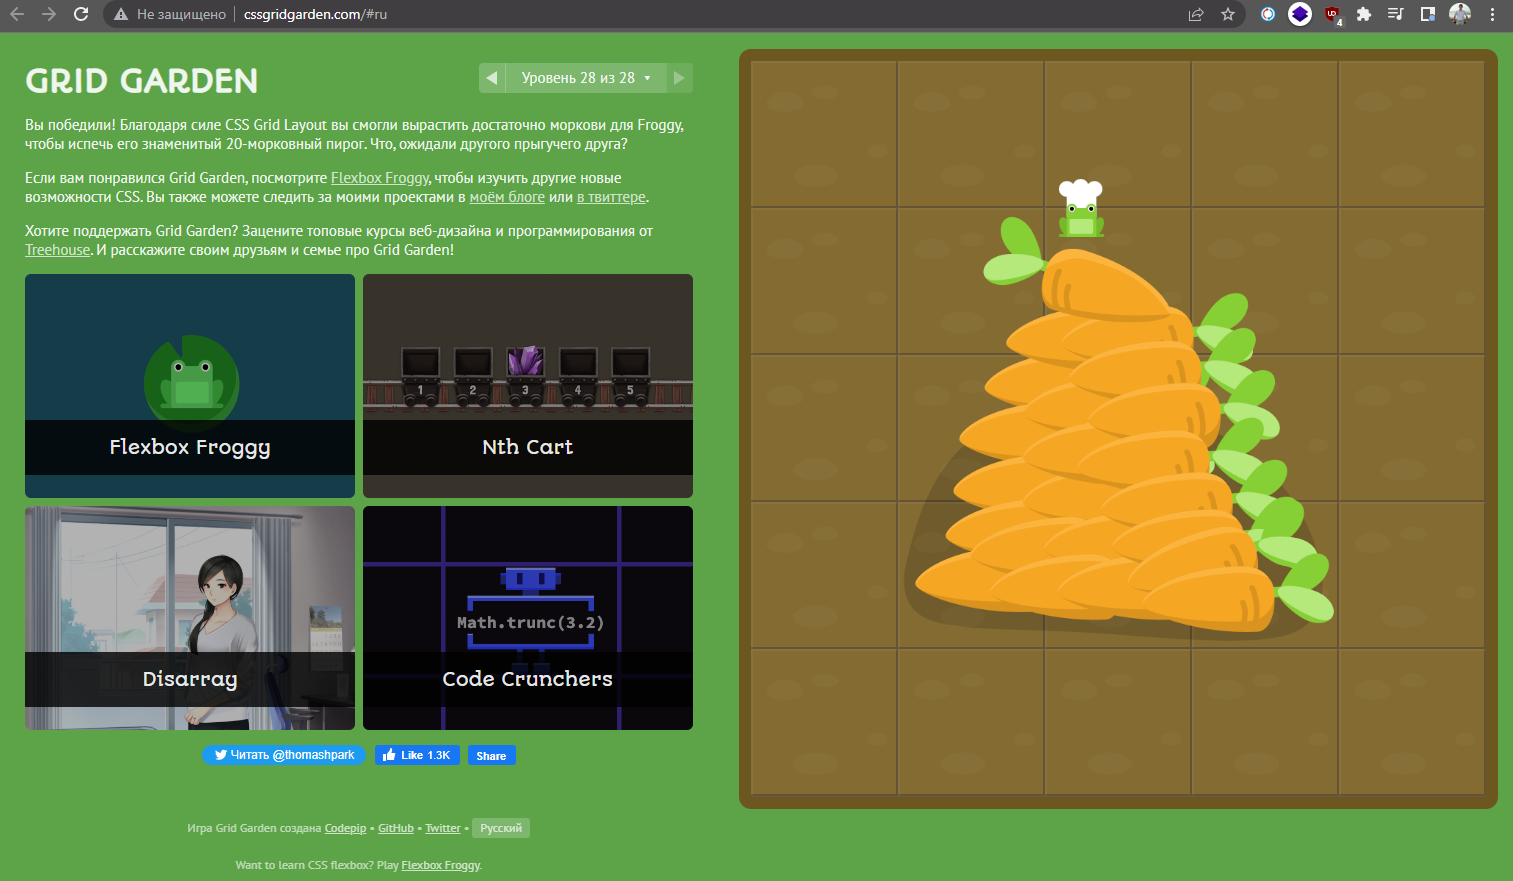 Не защищено
cssgridgarden.com/#ru
UD
4
GRID GARDEN
Уровень 28 из 28
Вы победили! Благодаря силе CSS Grid Layout вы смогли вырастить достаточно моркови для Froggy,
чтобы испечь его знаменитый 20-морковный пирог. Что, ожидали другого прыгучего друга?
Если вам понравился Grid Garden, посмотрите Flexbox Froggy, чтобы изучить другие новые
возможности CSS. Вы также можете следить за моими проектами в моём блоге или в твиттере.
Хотите поддержать Grid Garden? Зацените топовые курсы веб-дизайна и программирования от
Treehouse. И расскажите своим друзьям и семье про Grid Garden!
1 2 3 4 5
Flexbox Froggy
Nth Cart
Math.trunc(3.2)
Disarray
Code Crunchers
Читать @thomashpark
Like 1.3K
Share
Игра Grid Garden создана Codepip • GitHub • Twitter • Русский
Want to learn CSS flexbox? Play Flexbox Froggy.